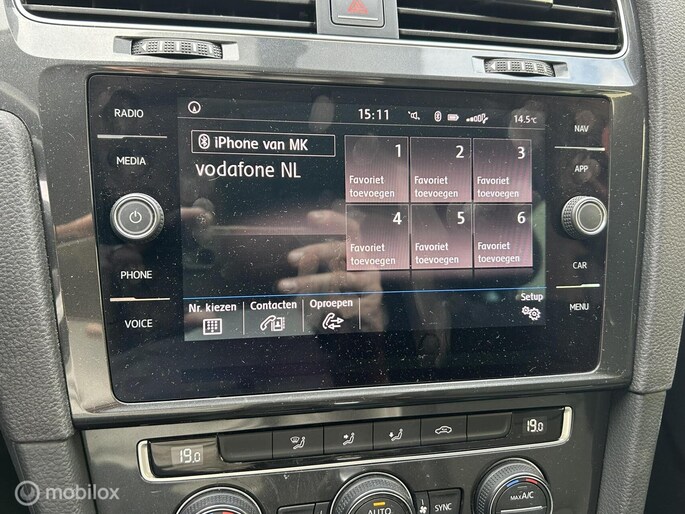 15:11 14.5°C
RADIO
MEDIA
PHONE
VOICE
NAV
APP
CAR
MENU
iPhone van MK
vodafone NL
1 2 3
Favoriet toevoegen Favoriet toevoegen Favoriet toevoegen
4 5 6
Favoriet toevoegen Favoriet toevoegen Favoriet toevoegen
Nr. kiezen Contacten Oproepen Setup
19.0 19.0
AUTO SYNC MAX A/C
mobilox